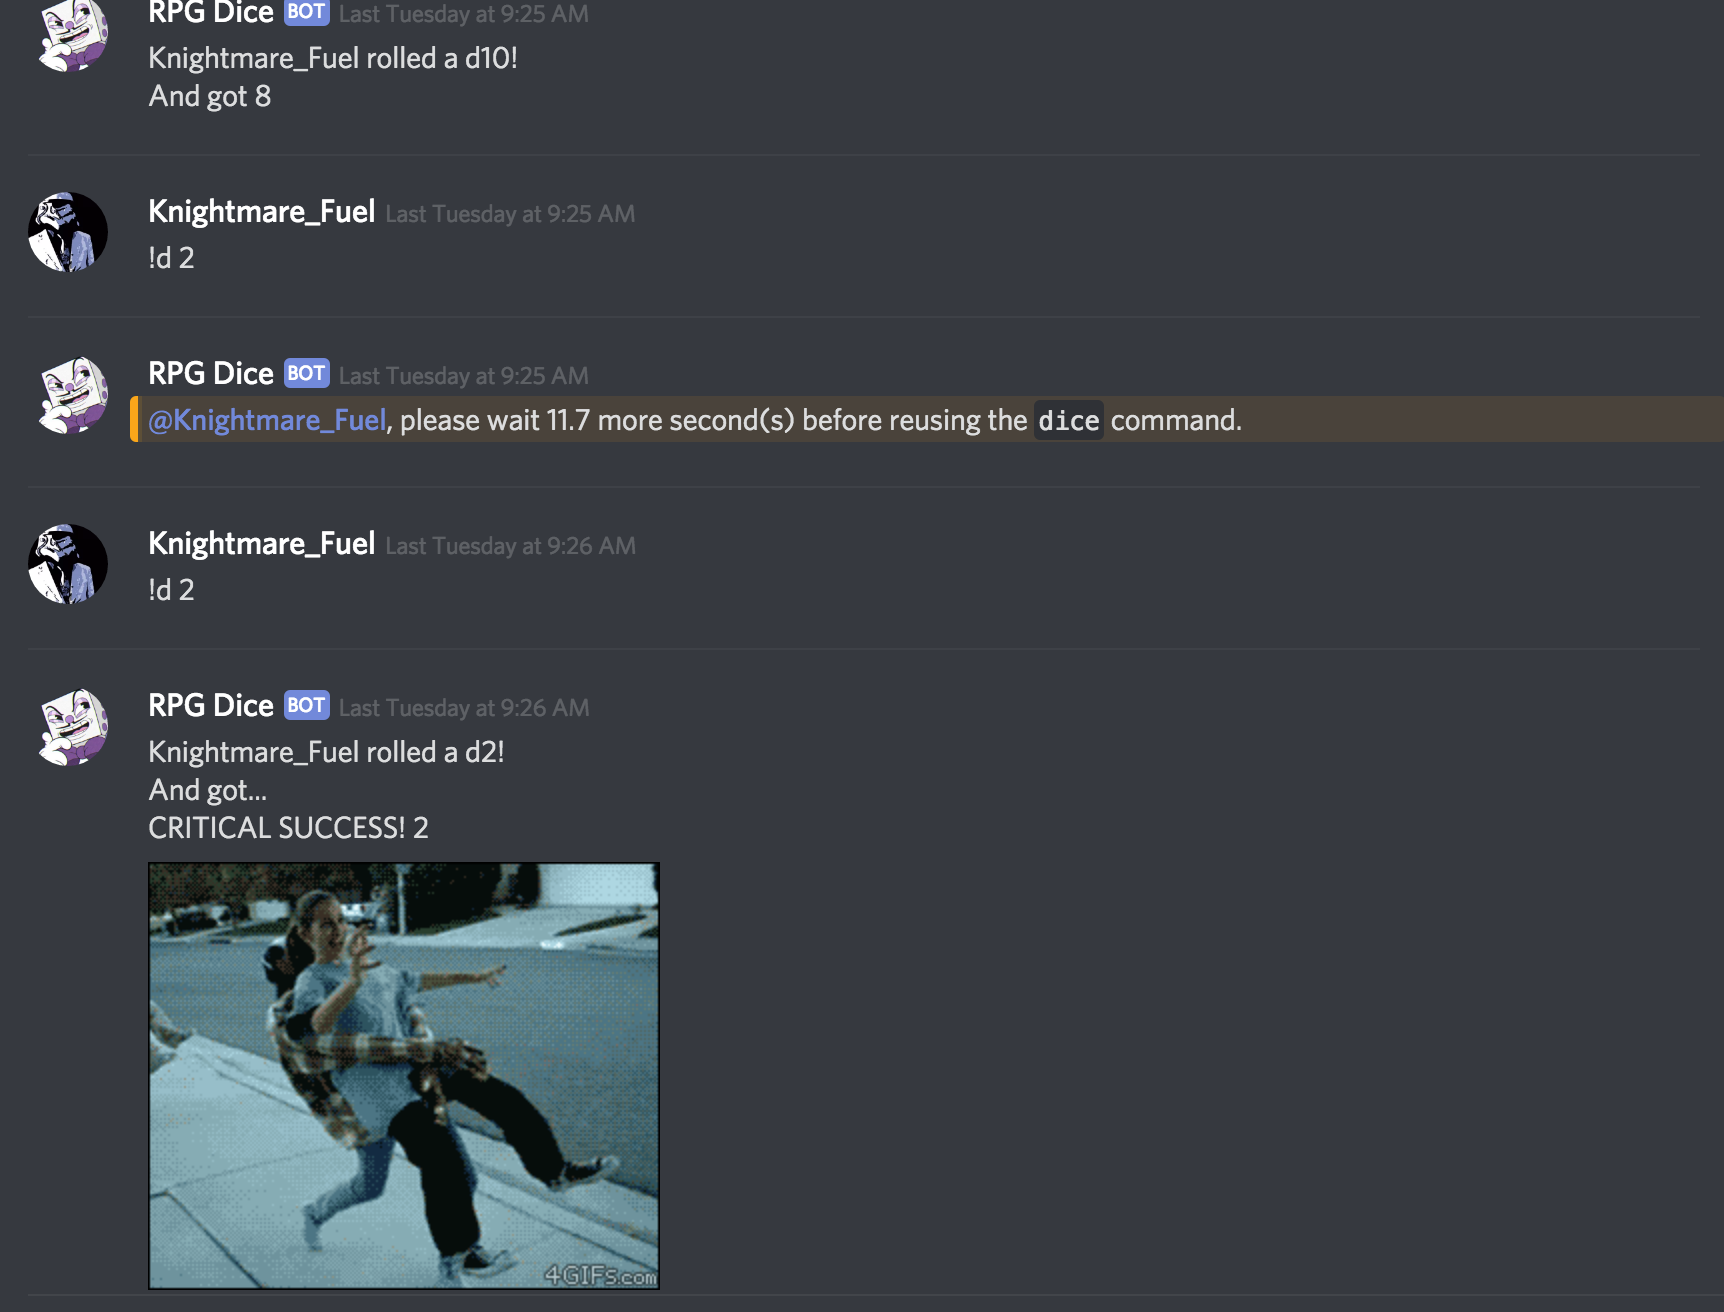 RPG Dice BOT Last Tuesday at 9:25 AM
Knightmare_Fuel rolled a d10!
And got 8
Knightmare_Fuel Last Tuesday at 9:25 AM
!d 2
RPG Dice BOT Last Tuesday at 9:25 AM
@Knightmare_Fuel, please wait 11.7 more second(s) before reusing the dice command.
Knightmare_Fuel Last Tuesday at 9:26 AM
!d 2
RPG Dice BOT Last Tuesday at 9:26 AM
Knightmare_Fuel rolled a d2!
And got...
CRITICAL SUCCESS! 2
4GIFs.com